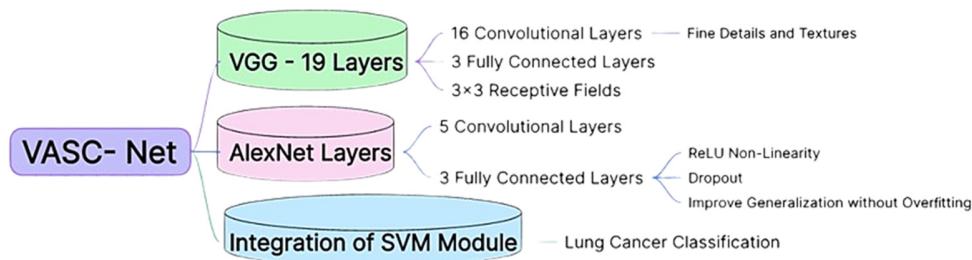 VASC- Net
VGG - 19 Layers
16 Convolutional Layers
Fine Details and Textures
3 Fully Connected Layers
3×3 Receptive Fields
AlexNet Layers
5 Convolutional Layers
3 Fully Connected Layers
ReLU Non-Linearity
Dropout
Improve Generalization without Overfitting
Integration of SVM Module
Lung Cancer Classification